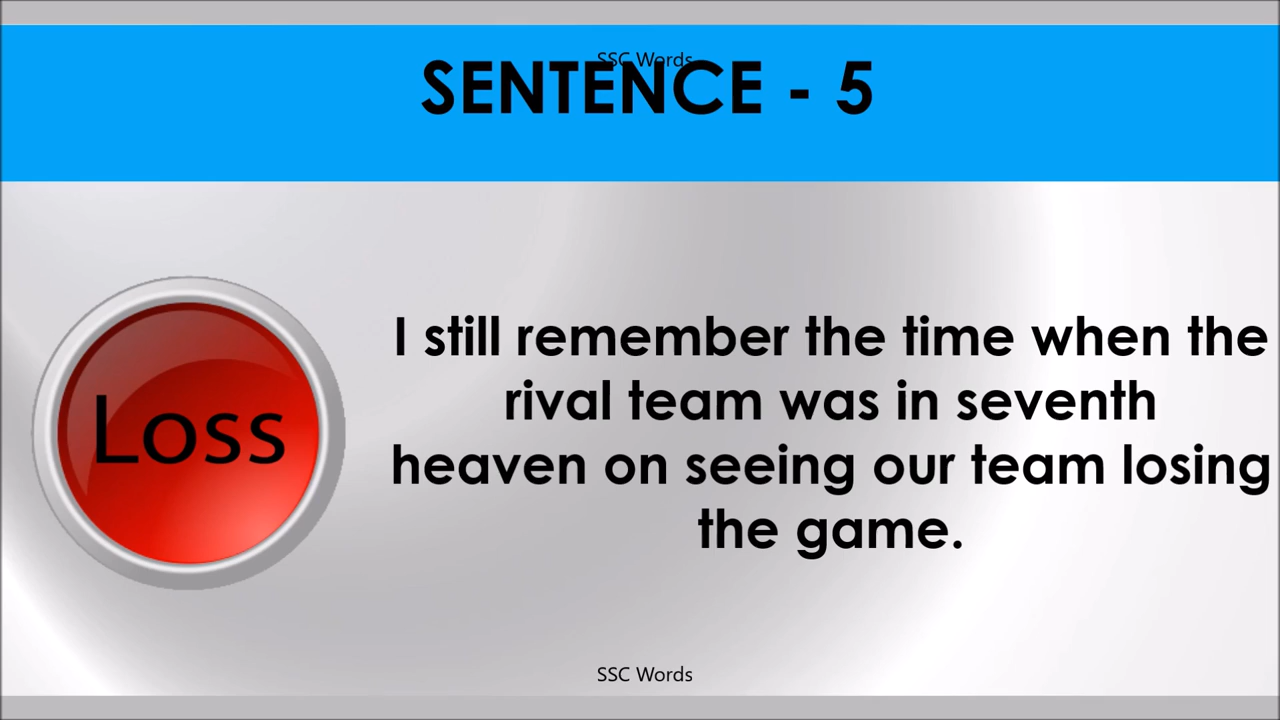 SSC Words
SENTENCE - 5
Loss
I still remember the time when the
rival team was in seventh
heaven on seeing our team losing
the game.
SSC Words